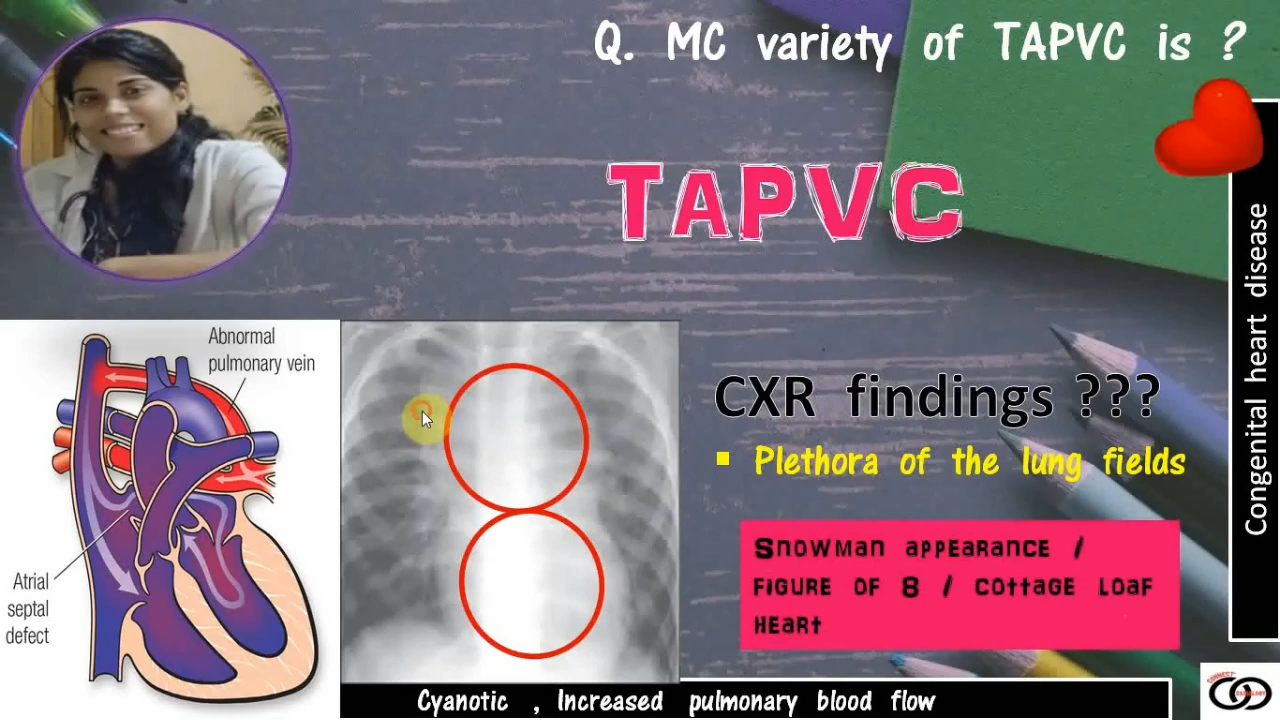 Q. MC variety of TAPVC is ?
TAPVC
Abnormal
pulmonary vein
Atrial
septal
defect
CXR findings ???
Plethora of the lung fields
Snowman appearance /
figure of 8 / cottage loaf
heart
Cyanotic , Increased pulmonary blood flow
Congenital heart disease